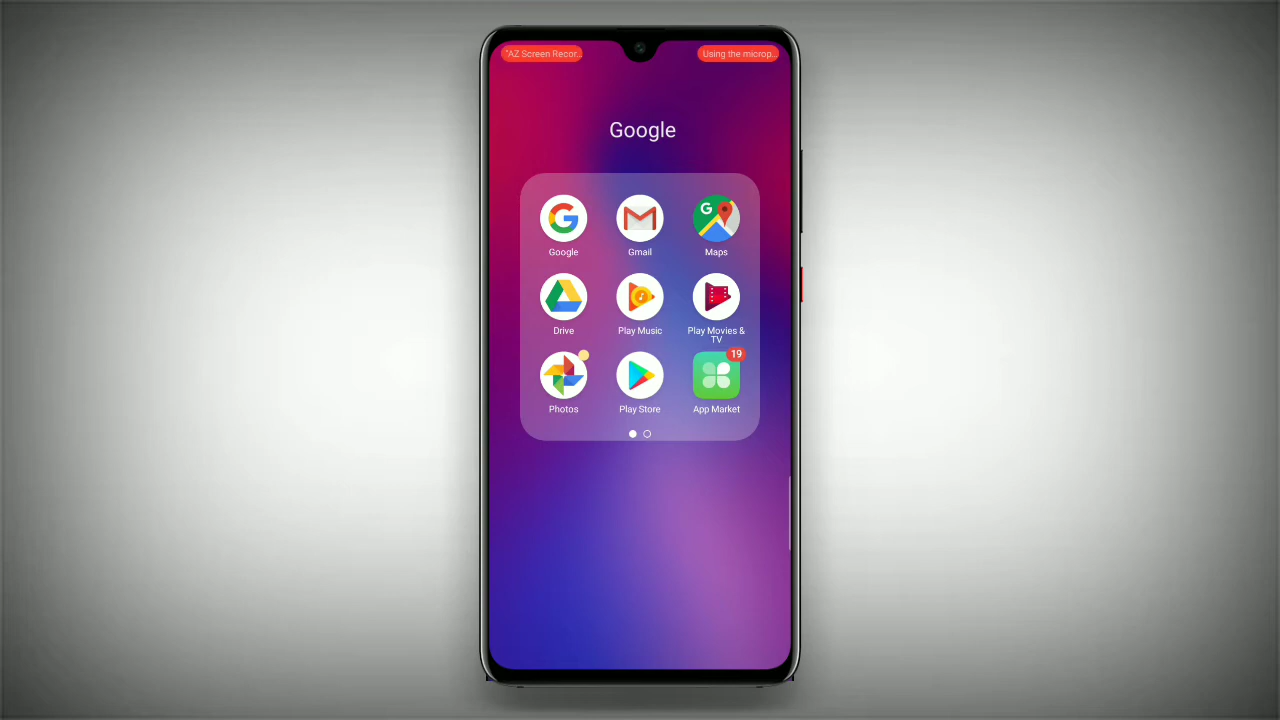 "AZ Screen Recor...
Using the microp...
Google
G
Google
Gmail
Maps
Drive
Play Music
Play Movies &
TV
19
Photos
Play Store
App Market